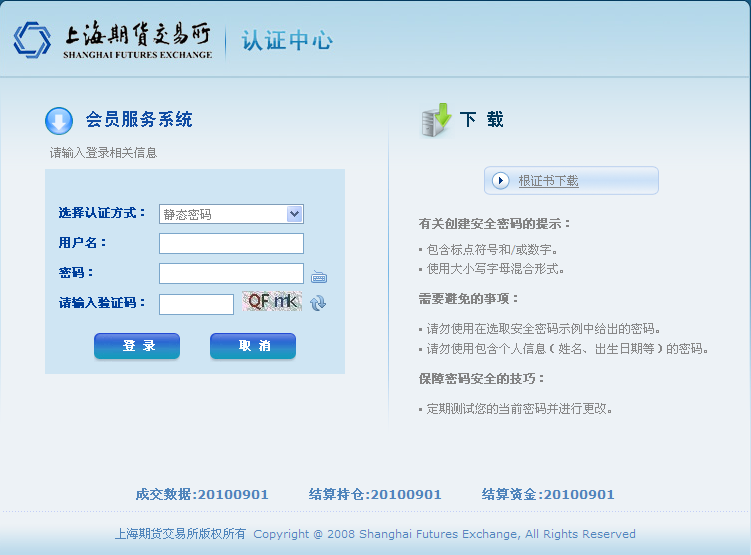 上海期货交易所
SHANGHAI FUTURES EXCHANGE
认证中心
会员服务系统
请输入登录相关信息
选择认证方式：
静态密码
用户名：
密码：
请输入验证码：
QF mk
登 录
取 消
下 载
根证书下载
有关创建安全密码的提示：
• 包含标点符号和/或数字。
• 使用大小写字母混合形式。
需要避免的事项：
• 请勿使用在选取安全密码示例中给出的密码。
• 请勿使用包含个人信息（姓名、出生日期等）的密码。
保障密码安全的技巧：
• 定期测试您的当前密码并进行更改。
成交数据:20100901 结算持仓:20100901 结算资金:20100901
上海期货交易所版权所有 Copyright @ 2008 Shanghai Futures Exchange, All Rights Reserved